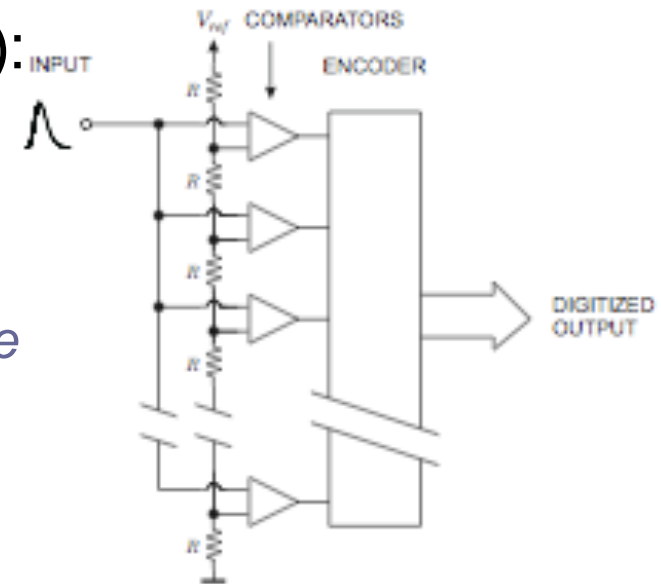 ):
V_ref COMPARATORS
INPUT
ENCODER
R
R
R
e
R
DIGITIZED
OUTPUT
R